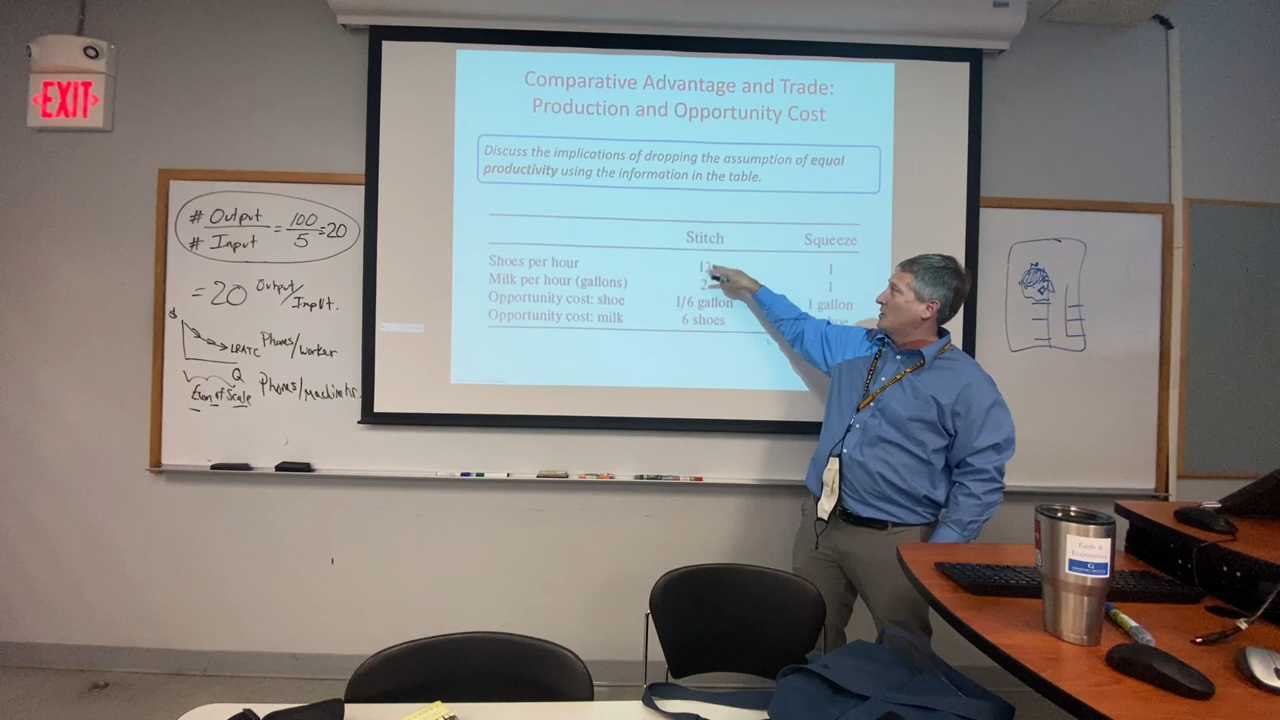 EXIT
Comparative Advantage and Trade:
Production and Opportunity Cost
Discuss the implications of dropping the assumption of equal
productivity using the information in the table.
Stitch Squeeze
Shoes per hour 12 1
Milk per hour (gallons) 2 1
Opportunity cost: shoe 1/6 gallon 1 gallon
Opportunity cost: milk 6 shoes
# Output
# Input
= 100
5
= 20
= 20 Output/
Input.
$
LRATC
Q
Econ of Scale
Phones/worker
Phones/Machine hr.
Faith &
Economics
G